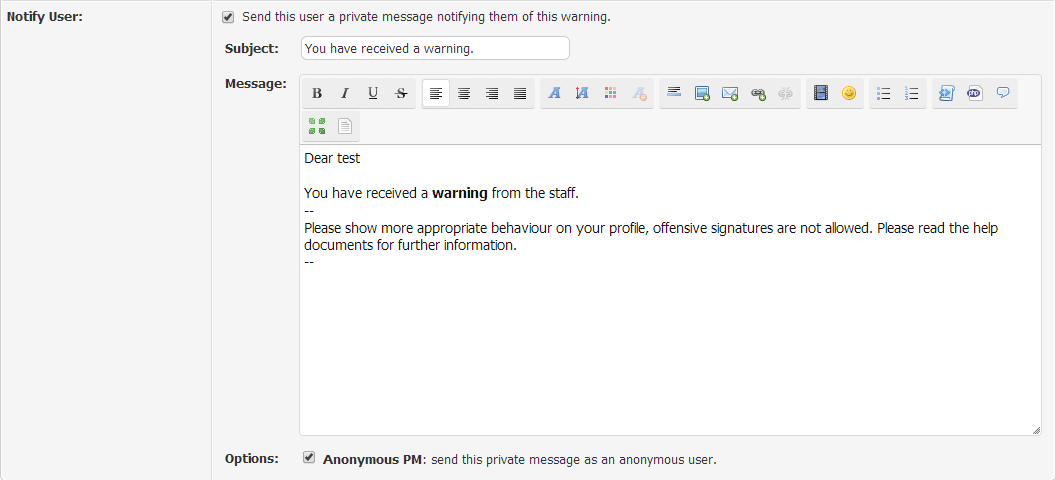 Notify User:
Send this user a private message notifying them of this warning.
Subject:
You have received a warning.
Message:
B I U S
Dear test
You have received a warning from the staff.
--
Please show more appropriate behaviour on your profile, offensive signatures are not allowed. Please read the help
documents for further information.
--
Options:
Anonymous PM: send this private message as an anonymous user.